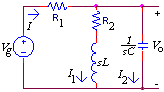 I
R1
R2
+
Vg
+
-
sL
1/sC
Vo
I1
I2
-